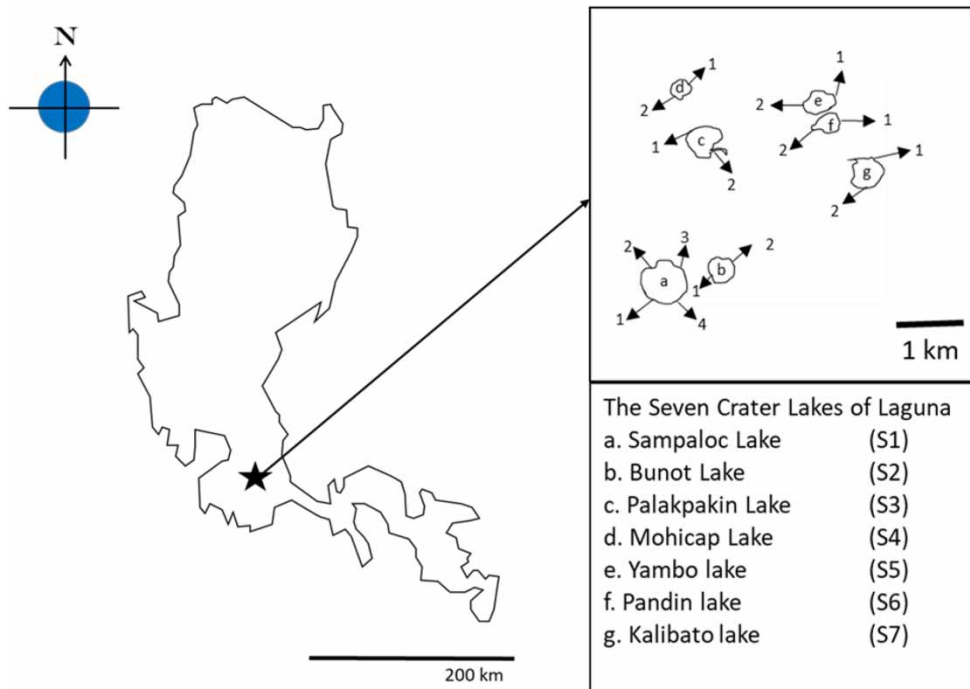 N
1
d
2
1
2
e
1
f
2
1
c
2
1
g
2
2
3
2
a
b
1
1
4
1 km
The Seven Crater Lakes of Laguna
a. Sampaloc Lake (S1)
b. Bunot Lake (S2)
c. Palakpakin Lake (S3)
d. Mohicap Lake (S4)
e. Yambo lake (S5)
f. Pandin lake (S6)
g. Kalibato lake (S7)
200 km